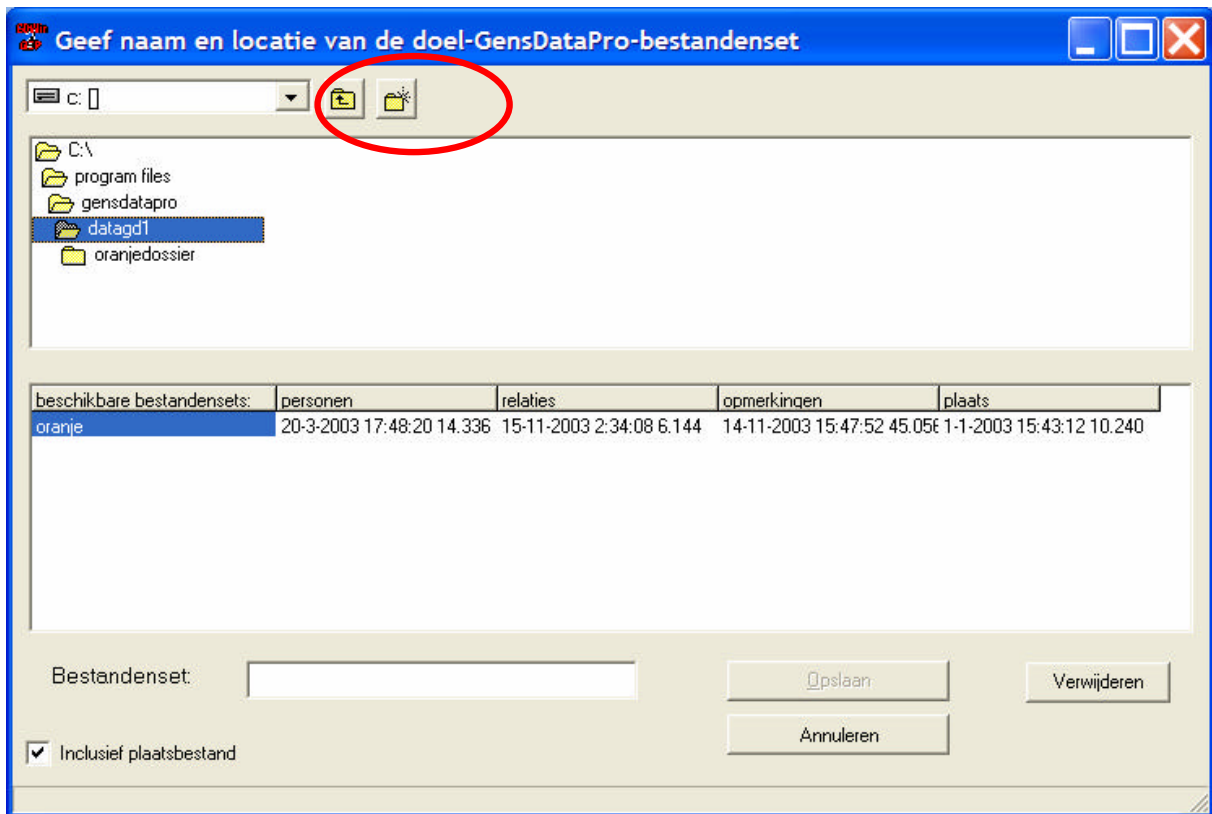 Geef naam en locatie van de doel-GensDataPro-bestandenset
c: []
C:\
program files
gensdatapro
datagd1
oranjedossier
beschikbare bestandensets: personen relaties opmerkingen plaats
oranje 20-3-2003 17:48:20 14.336 15-11-2003 2:34:08 6.144 14-11-2003 15:47:52 45.056 1-1-2003 15:43:12 10.240
Bestandenset: Opslaan Verwijderen
Annuleren
Inclusief plaatsbestand